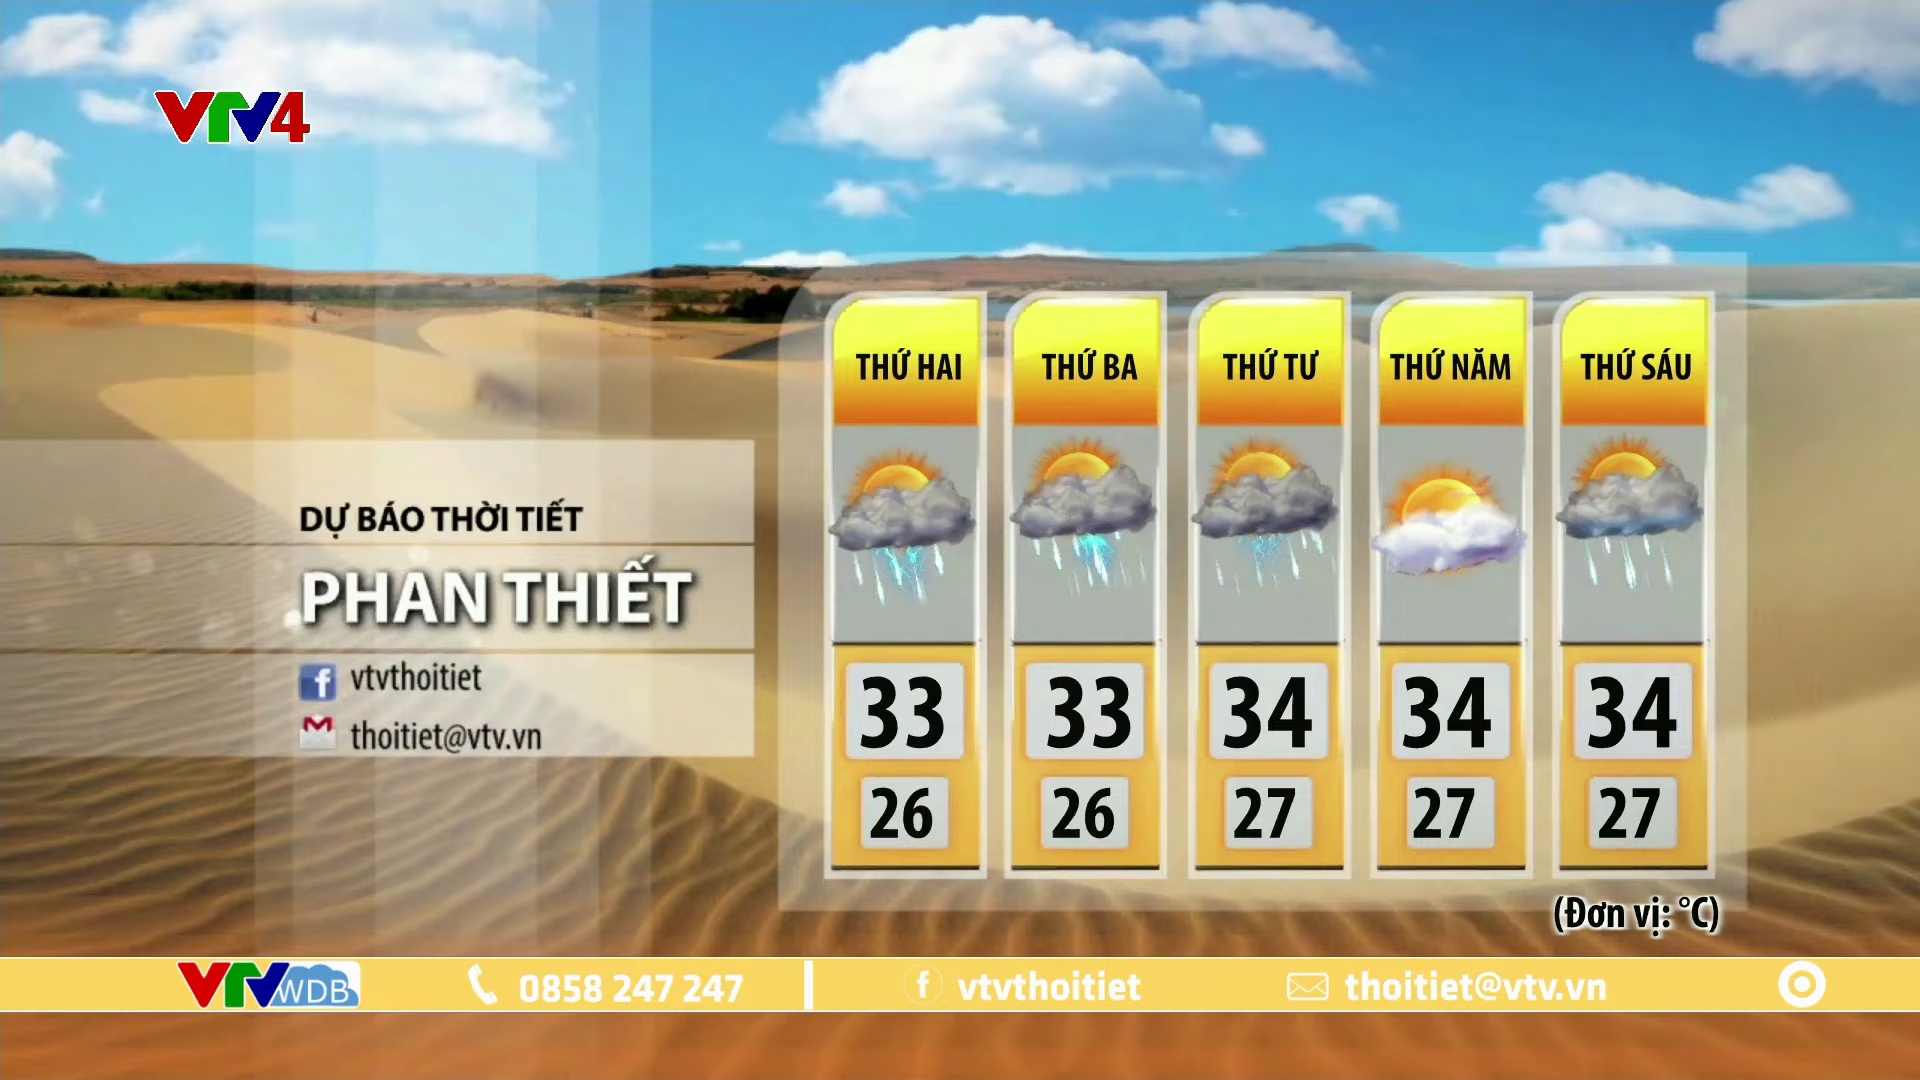 VTV4
THỨ HAI
THỨ BA
THỨ TƯ
THỨ NĂM
THỨ SÁU
DỰ BÁO THỜI TIẾT
PHAN THIẾT
vtvthoitiet
thoitiet@vtv.vn
33
33
34
34
34
26
26
27
27
27
(Đơn vị: °C)
VTV WDB
0858 247 247
vtvthoitiet
thoitiet@vtv.vn